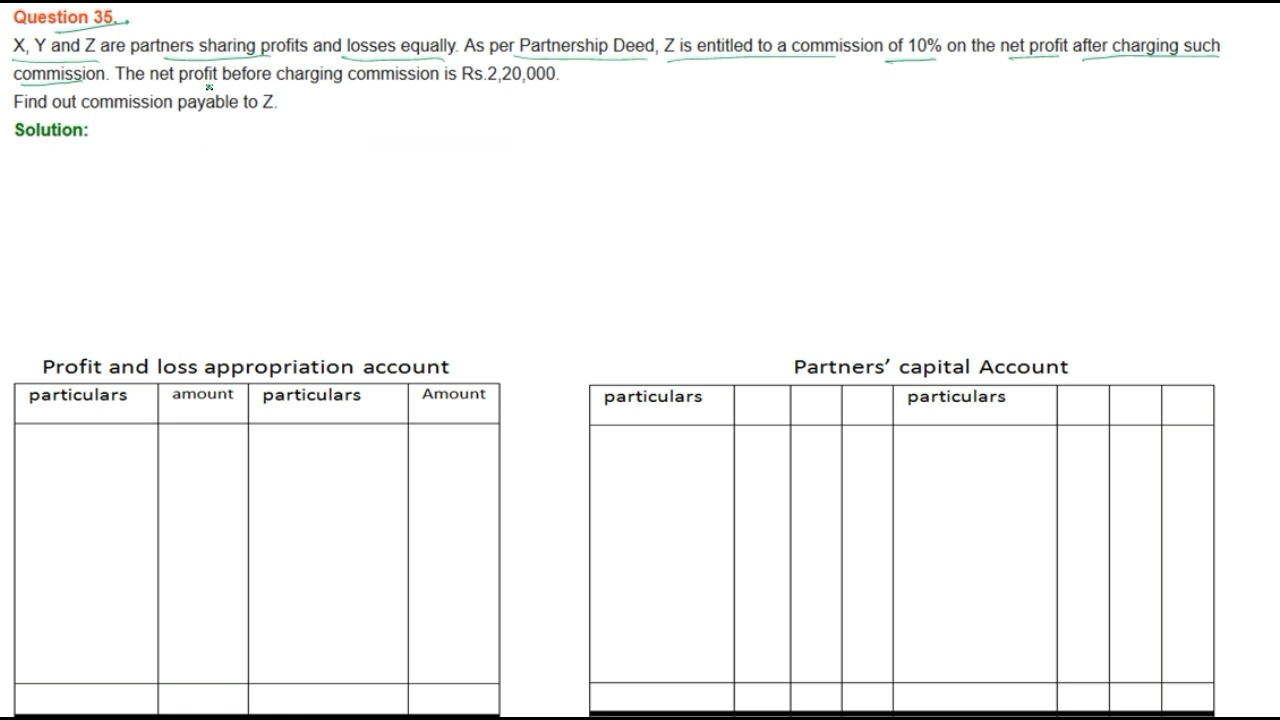 Question 35.
X, Y and Z are partners sharing profits and losses equally. As per Partnership Deed, Z is entitled to a commission of 10% on the net profit after charging such
commission. The net profit before charging commission is Rs.2,20,000.
Find out commission payable to Z.
Solution:
Profit and loss appropriation account
particulars amount particulars Amount
Partners’ capital Account
particulars particulars